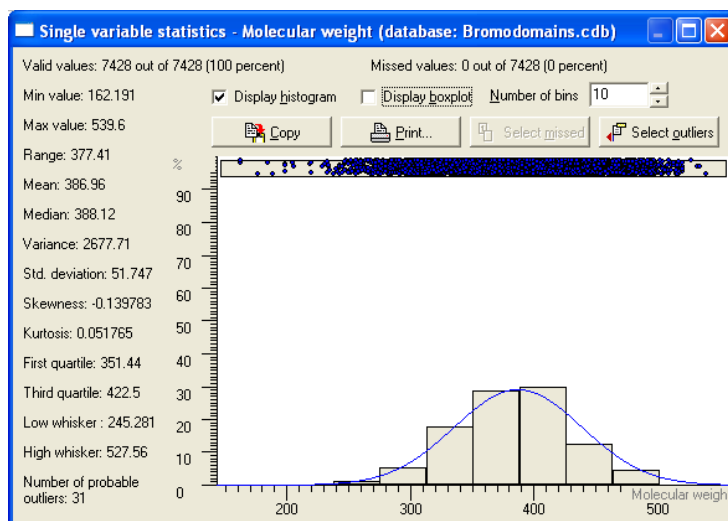 Single variable statistics - Molecular weight (database: Bromodomains.cdb)
Valid values: 7428 out of 7428 (100 percent) Missed values: 0 out of 7428 (0 percent)
Min value: 162.191
Display histogram Display boxplot Number of bins 10
Max value: 539.6
Copy Print... Select missed Select outliers
Range: 377.41
Mean: 386.96
Median: 388.12
Variance: 2677.71
Std. deviation: 51.747
Skewness: -0.139783
Kurtosis: 0.051765
First quartile: 351.44
Third quartile: 422.5
Low whisker : 245.281
High whisker: 527.56
Number of probable
outliers: 31
%
90
80
70
60
50
40
30
20
10
0
Molecular weigh
200 300 400 500